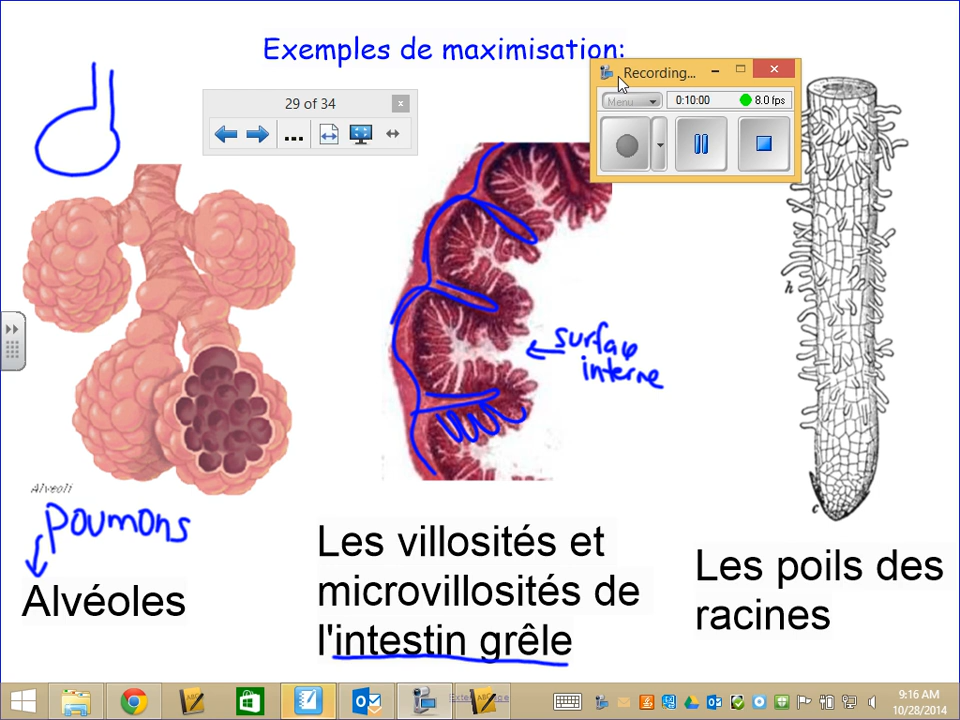 Exemples de maximisation:
Recording...
29 of 34
Menu
0:10:00
8.0 fps
h
surface
interne
Alveoli
c
poumons
Les villosités et
microvillosités de
l'intestin grêle
Les poils des
racines
Alvéoles
9:16 AM
10/28/2014